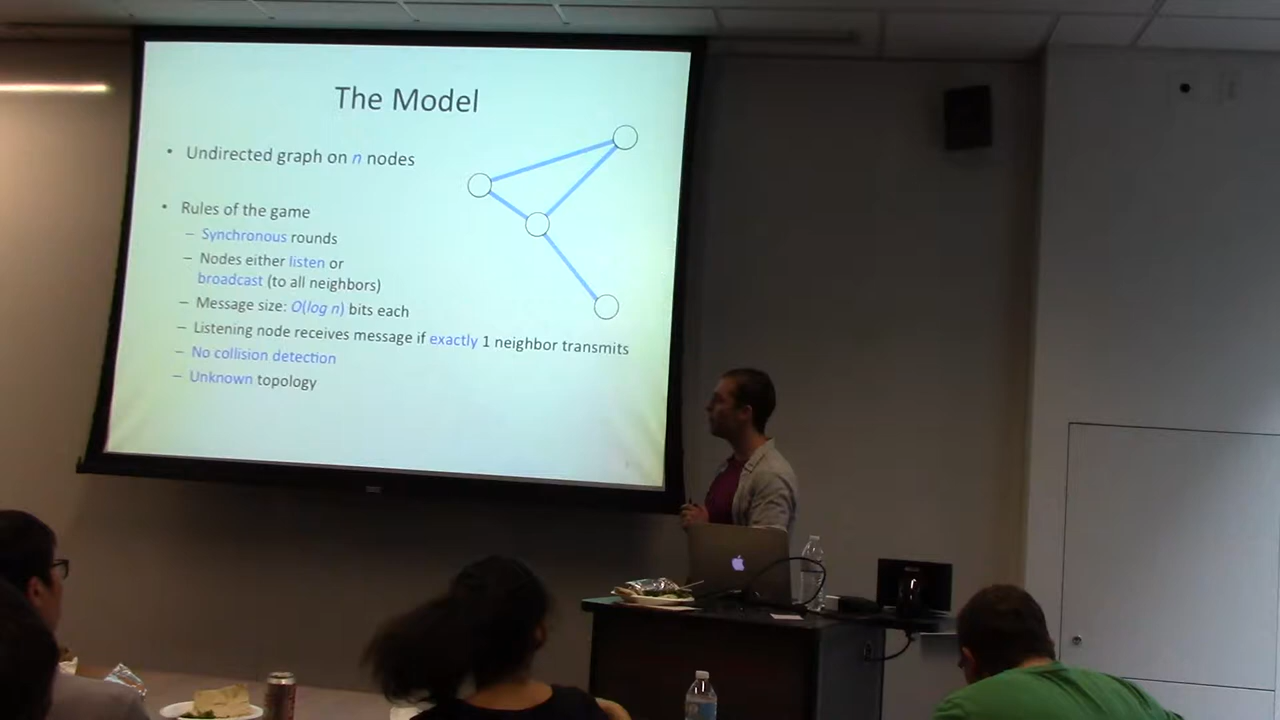 The Model
• Undirected graph on n nodes
• Rules of the game
– Synchronous rounds
– Nodes either listen or
broadcast (to all neighbors)
– Message size: O(log n) bits each
– Listening node receives message if exactly 1 neighbor transmits
– No collision detection
– Unknown topology